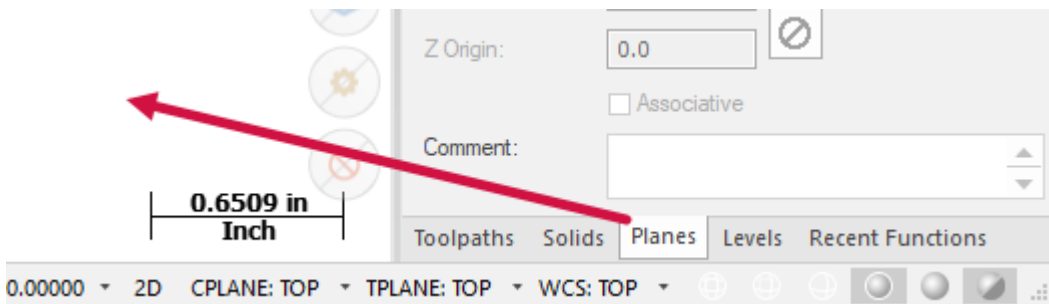 Z Origin:
0.0
Associative
Comment:
0.6509 in
Inch
Toolpaths Solids Planes Levels Recent Functions
0.00000 2D CPLANE: TOP TPLANE: TOP WCS: TOP